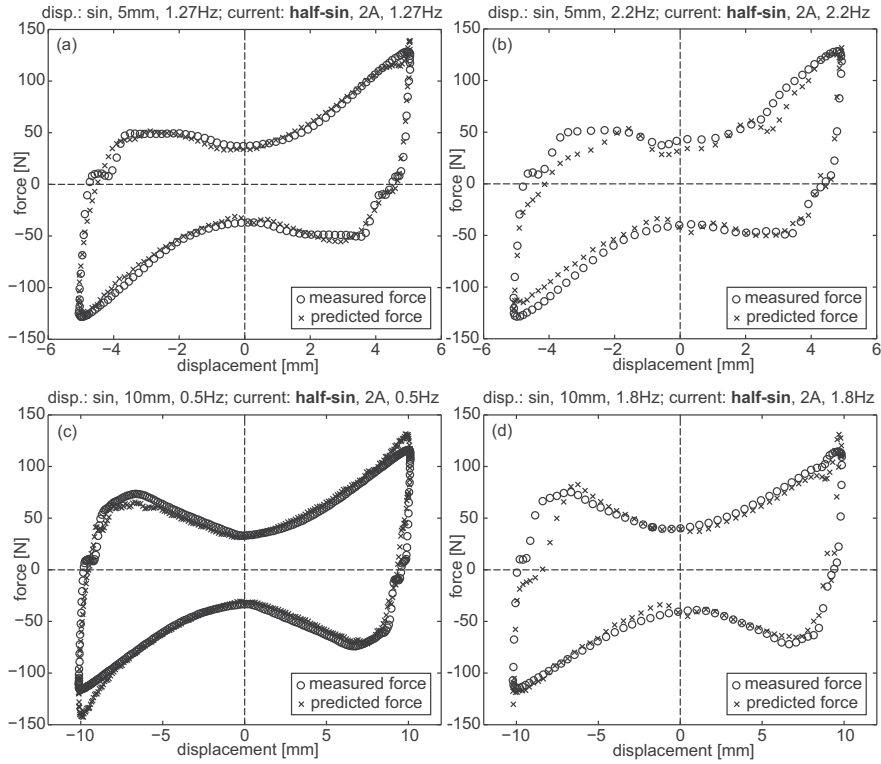 disp.: sin, 5mm, 1.27Hz; current: half-sin, 2A, 1.27Hz
(a)
150
100
50
0
−50
−100
−150
force [N]
measured force
predicted force
−6
−4
−2
0
2
4
6
displacement [mm]
disp.: sin, 5mm, 2.2Hz; current: half-sin, 2A, 2.2Hz
(b)
150
100
50
0
−50
−100
−150
force [N]
measured force
predicted force
−6
−4
−2
0
2
4
6
displacement [mm]
disp.: sin, 10mm, 0.5Hz; current: half-sin, 2A, 0.5Hz
(c)
150
100
50
0
−50
−100
−150
force [N]
measured force
predicted force
−10
−5
0
5
10
displacement [mm]
disp.: sin, 10mm, 1.8Hz; current: half-sin, 2A, 1.8Hz
(d)
150
100
50
0
−50
−100
−150
force [N]
measured force
predicted force
−10
−5
0
5
10
displacement [mm]